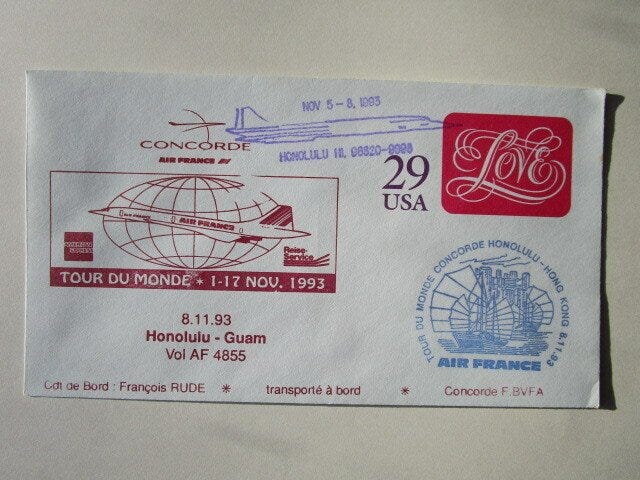 NOV 5-8, 1993
HONOLULU HI, 96820-9998
CONCORDE
AIR FRANCE
29
USA
LOVE
AIR FRANCE
AMERICAN
EXPRESS
Reise-
Service
TOUR DU MONDE * 1-17 NOV. 1993
TOUR DU MONDE CONCORDE HONOLULU-HONG KONG 8.11.93
AIR FRANCE
8.11.93
Honolulu - Guam
Vol AF 4855
Cdt de Bord : François RUDE * transporté à bord * Concorde F.BVFA